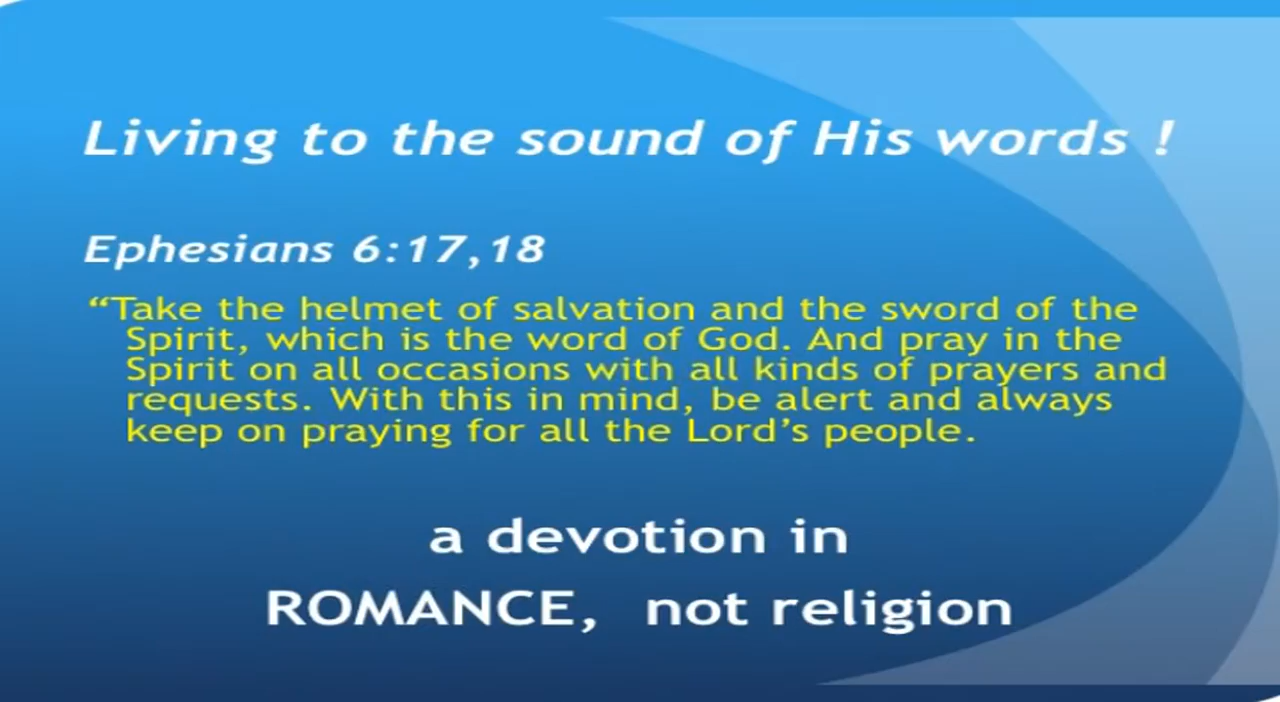 Living to the sound of His words !
Ephesians 6:17,18
“Take the helmet of salvation and the sword of the
Spirit, which is the word of God. And pray in the
Spirit on all occasions with all kinds of prayers and
requests. With this in mind, be alert and always
keep on praying for all the Lord’s people.
a devotion in
ROMANCE, not religion